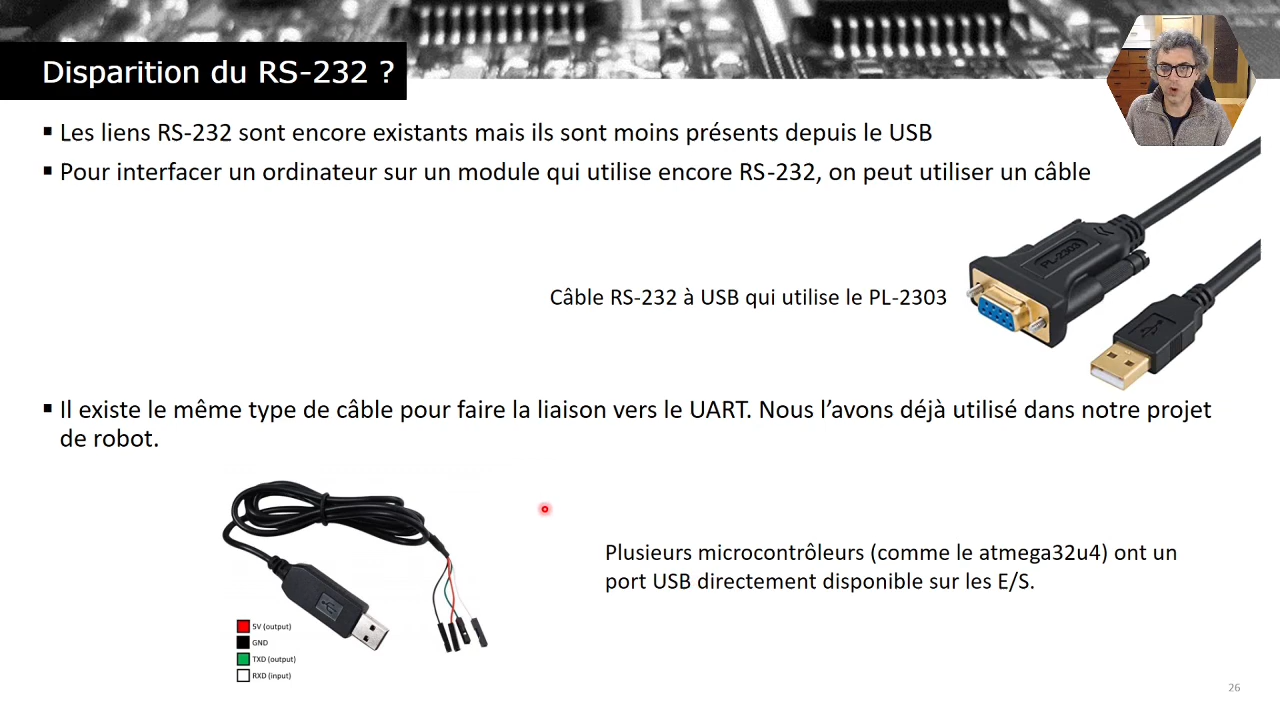 Disparition du RS-232 ?
▪ Les liens RS-232 sont encore existants mais ils sont moins présents depuis le USB
▪ Pour interfacer un ordinateur sur un module qui utilise encore RS-232, on peut utiliser un câble
PL-2303
Câble RS-232 à USB qui utilise le PL-2303
▪ Il existe le même type de câble pour faire la liaison vers le UART. Nous l’avons déjà utilisé dans notre projet
de robot.
Plusieurs microcontrôleurs (comme le atmega32u4) ont un
port USB directement disponible sur les E/S.
5V (output)
GND
TXD (output)
RXD (input)
26